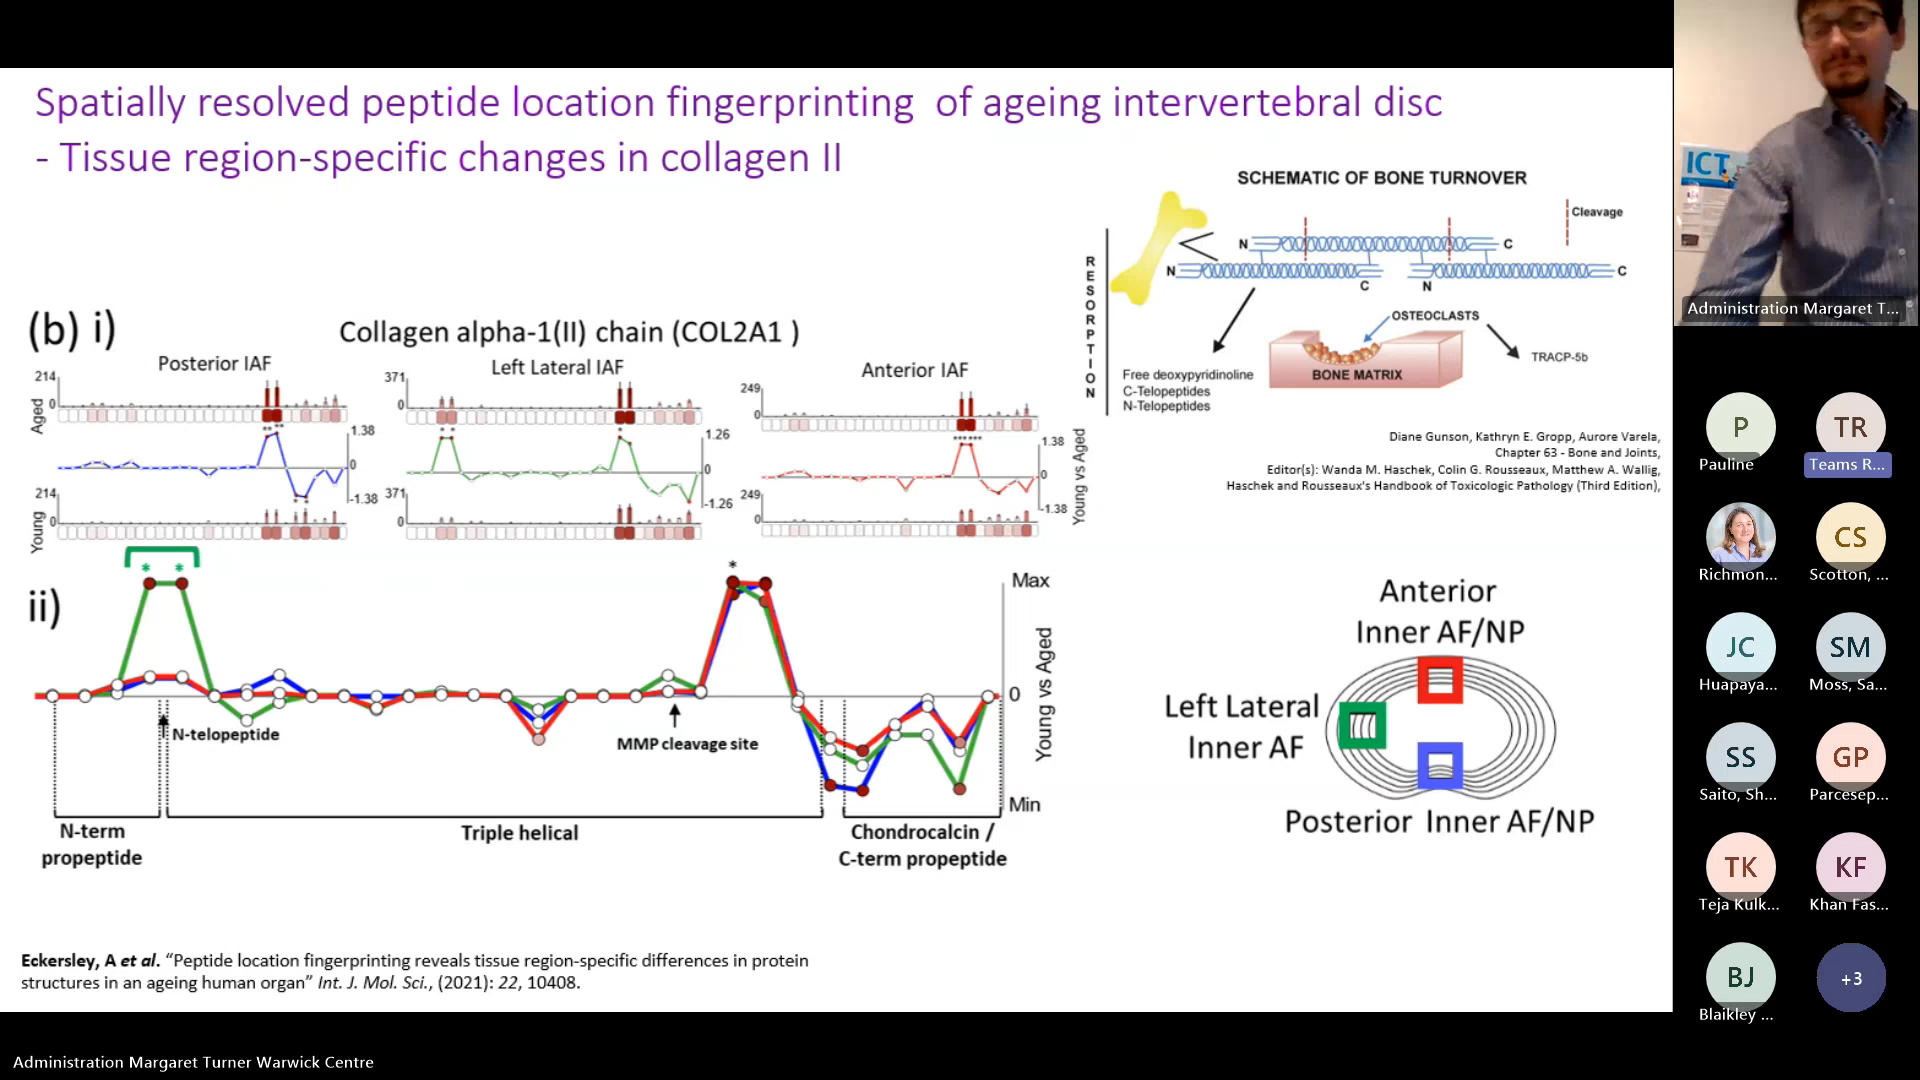 Spatially resolved peptide location fingerprinting of ageing intervertebral disc
- Tissue region-specific changes in collagen II
SCHEMATIC OF BONE TURNOVER
Cleavage
N
C
N
C
N
C
RESORPTION
OSTEOCLASTS
TRACP-5b
BONE MATRIX
Free deoxypyridinoline
C-Telopeptides
N-Telopeptides
Diane Gunson, Kathryn E. Gropp, Aurore Varela,
Chapter 63 - Bone and Joints,
Editor(s): Wanda M. Haschek, Colin G. Rousseaux, Matthew A. Wallig,
Haschek and Rousseaux's Handbook of Toxicologic Pathology (Third Edition),
(b) i)
Collagen alpha-1(II) chain (COL2A1 )
Posterior IAF
Left Lateral IAF
Anterior IAF
Aged
214
0
371
0
249
0
** **
* *
* *
*** ***
1.38
0
-1.38
1.26
0
-1.26
1.38
0
-1.38
Young vs Aged
Young
214
0
371
0
249
0
ii)
* *
*
Max
0
Min
Young vs Aged
N-telopeptide
MMP cleavage site
N-term
propeptide
Triple helical
Chondrocalcin /
C-term propeptide
Anterior
Inner AF/NP
Left Lateral
Inner AF
Posterior Inner AF/NP
Eckersley, A et al. “Peptide location fingerprinting reveals tissue region-specific differences in protein
structures in an ageing human organ” Int. J. Mol. Sci., (2021): 22, 10408.
ICT
Administration Margaret T...
P
Pauline
TR
Teams R...
Richmon...
CS
Scotton, ...
JC
Huapaya...
SM
Moss, Sa...
SS
Saito, Sh...
GP
Parcesep...
TK
Teja Kulk...
KF
Khan Fas...
BJ
Blaikley ...
+3
Administration Margaret Turner Warwick Centre